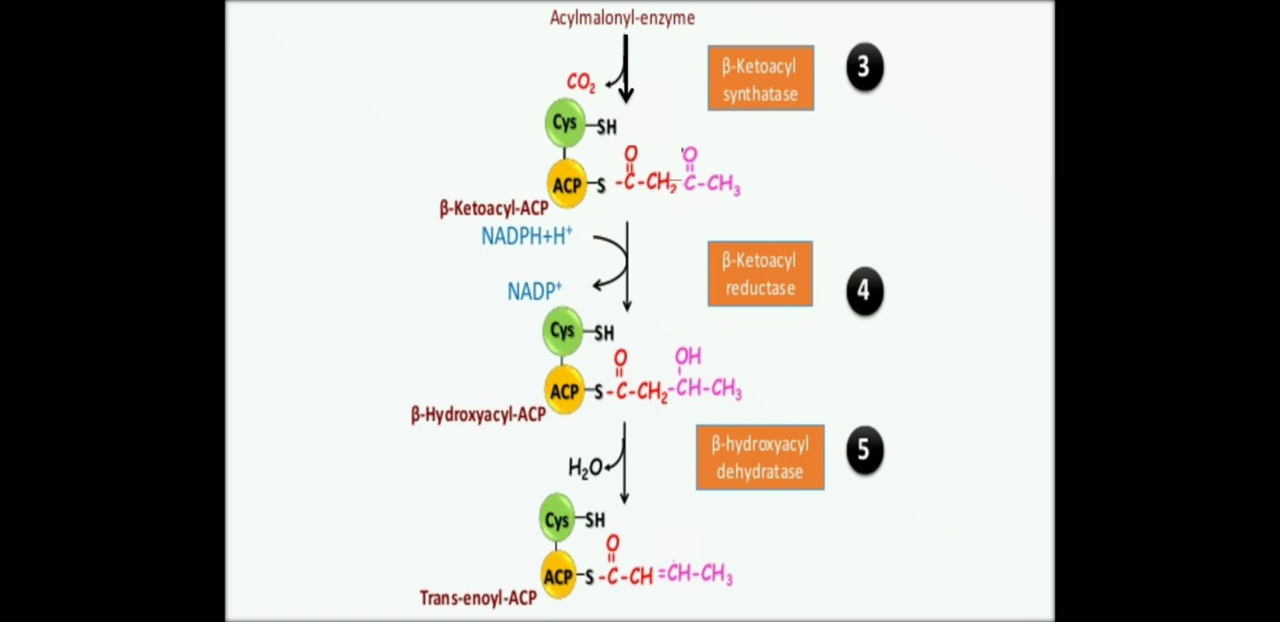 Acylmalonyl-enzyme
CO₂
β-Ketoacyl
synthatase
3
Cys -SH
O O
ACP -S -C-CH₂-C-CH₃
β-Ketoacyl-ACP
NADPH+H⁺
NADP⁺
β-Ketoacyl
reductase
4
Cys -SH
O OH
ACP -S-C-CH₂-CH-CH₃
β-Hydroxyacyl-ACP
H₂O
β-hydroxyacyl
dehydratase
5
Cys -SH
O
ACP -S-C-CH=CH-CH₃
Trans-enoyl-ACP